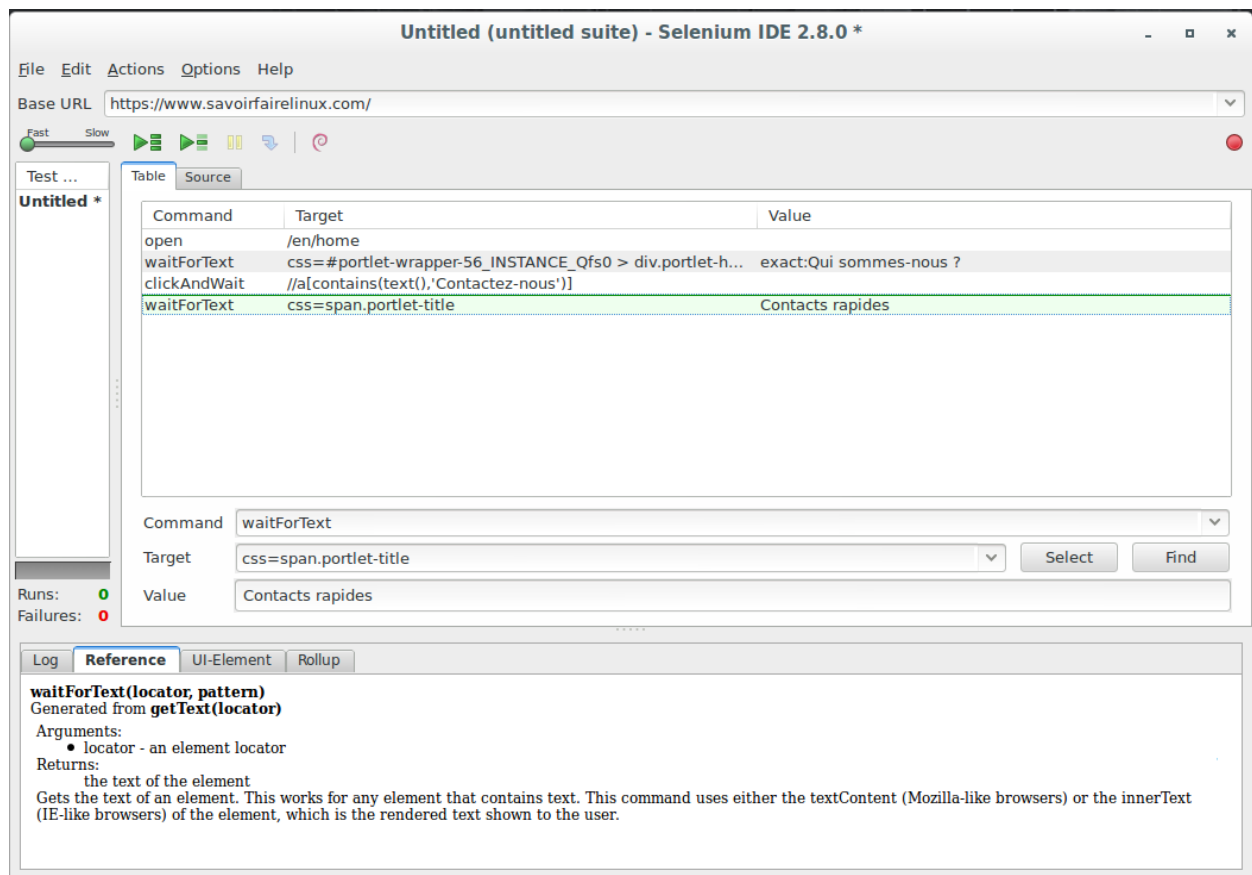 Untitled (untitled suite) - Selenium IDE 2.8.0 *
File Edit Actions Options Help
Base URL https://www.savoirfairelinux.com/
Fast Slow
Test ...
Untitled *
Table Source
Command Target Value
open /en/home
waitForText css=#portlet-wrapper-56_INSTANCE_Qfs0 > div.portlet-h... exact:Qui sommes-nous ?
clickAndWait //a[contains(text(),'Contactez-nous')]
waitForText css=span.portlet-title Contacts rapides
Command waitForText
Target css=span.portlet-title Select Find
Value Contacts rapides
Runs: 0
Failures: 0
Log Reference UI-Element Rollup
waitForText(locator, pattern)
Generated from getText(locator)
Arguments:
• locator - an element locator
Returns:
the text of the element
Gets the text of an element. This works for any element that contains text. This command uses either the textContent (Mozilla-like browsers) or the innerText
(IE-like browsers) of the element, which is the rendered text shown to the user.